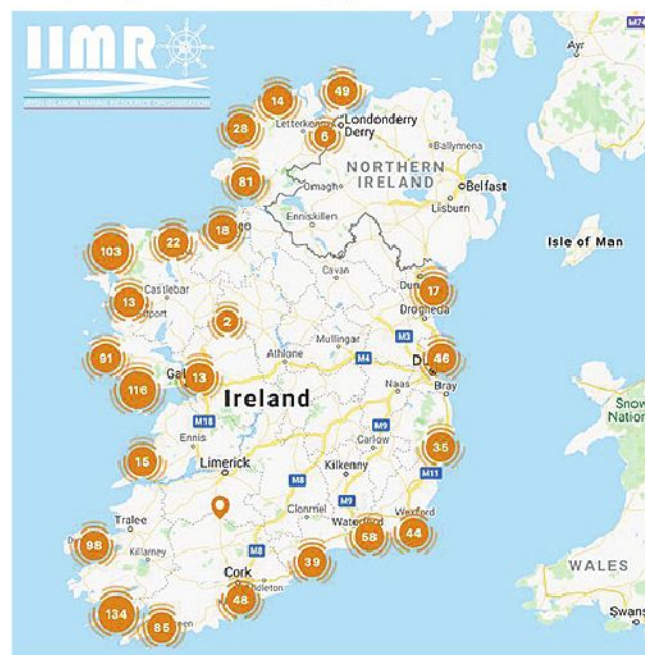 IIMRO
IRISH ISLANDS MARINE RESOURCE ORGANISATION
M74
Ayr
49
14
28
Letterkenny
Londonderry
Derry
6
Ballymena
NORTHERN
IRELAND
81
Omagh
Belfast
Lisburn
Enniskillen
18
22
103
Isle of Man
Cavan
Castlebar
13
17
Drogheda
2
M3
Mullingar
91
46
Athlone
M4
116
13
Naas
Bray
Ireland
M18
M9
Ennis
Carlow
35
15
Limerick
Kilkenny
M11
M8
Clonmel
M9
Wexford
Tralee
Waterford
44
98
58
Killarney
M8
39
WALES
Cork
48
134
85